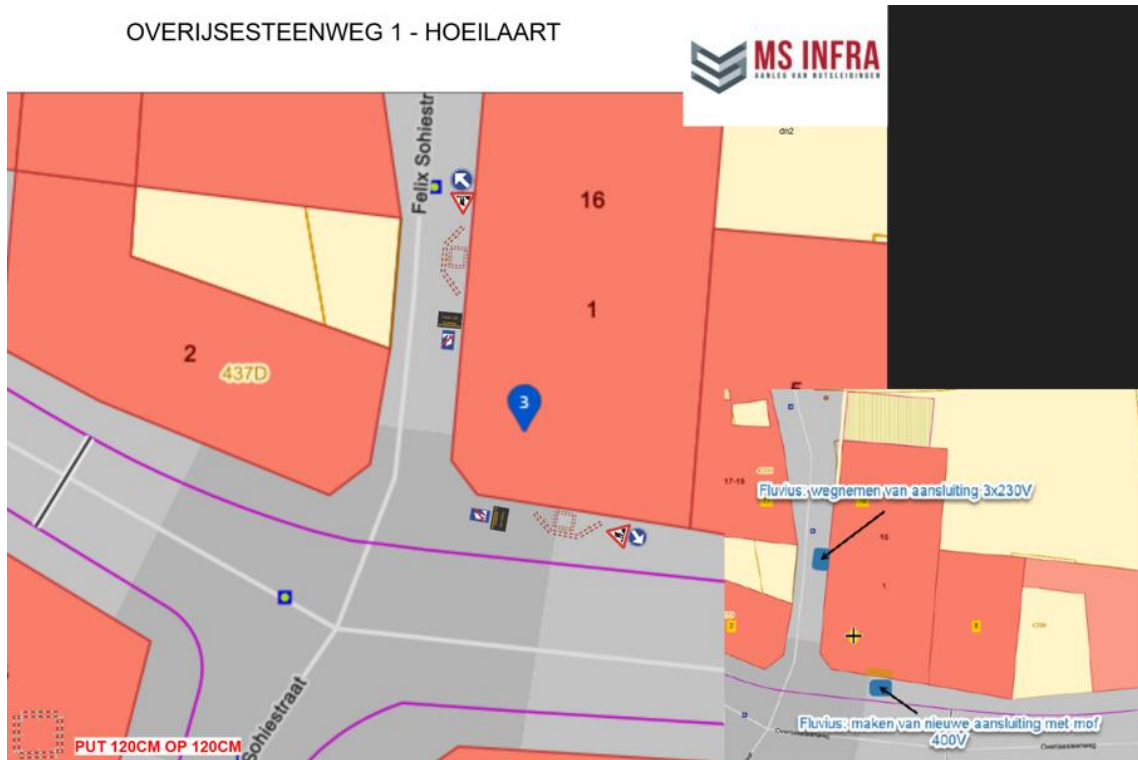 OVERIJSESTEENWEG 1 - HOEILAART
MS INFRA
AANLEG VAN NUTSLEIDINGEN
dn2
Felix Sohiestr
16
1
2
437D
3
5
17-19
Fluvius: wegnemen van aansluiting 3x230V
16
1
2
Fluvius: maken van nieuwe aansluiting met mof
400V
Overijsesteenweg
Sohiestraat
PUT 120CM OP 120CM